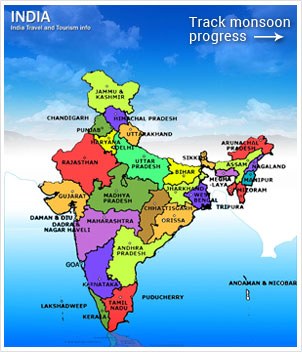 INDIA
India Travel and Tourism info
Track monsoon
progress
JAMMU &
KASHMIR
CHANDIGARH
HIMACHAL PRADESH
PUNJAB
UTTARAKHAND
HARYANA
DELHI
SIKKIM
ARUNACHAL
PRADESH
RAJASTHAN
UTTAR
PRADESH
ASSAM
NAGALAND
BIHAR
MEGHA
-LAYA
MANIPUR
GUJARAT
MADHYA
PRADESH
JHARKHAND
WEST
BENGAL
TRIPURA
MIZORAM
DAMAN & DIU
DADRA &
NAGAR HAVELI
CHHATTISGARH
ORISSA
MAHARASHTRA
ANDHRA
PRADESH
GOA
ANDAMAN & NICOBAR
KARNATAKA
PUDUCHERRY
LAKSHADWEEP
TAMIL
NADU
KERALA